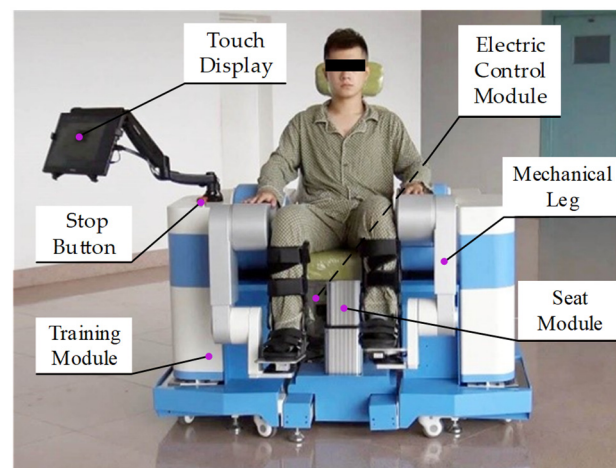 Touch
Display
Electric
Control
Module
Mechanical
Leg
Stop
Button
Seat
Module
Training
Module